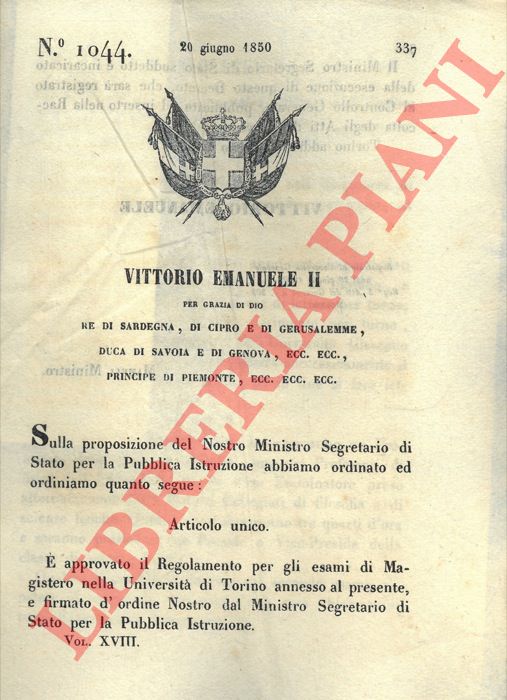 N.º 1044. 20 giugno 1850 337
VITTORIO EMANUELE II
PER GRAZIA DI DIO
RE DI SARDEGNA, DI CIPRO E DI GERUSALEMME,
DUCA DI SAVOIA E DI GENOVA, ECC. ECC.,
PRINCIPE DI PIEMONTE, ECC. ECC. ECC.
Sulla proposizione del Nostro Ministro Segretario di
Stato per la Pubblica Istruzione abbiamo ordinato ed
ordiniamo quanto segue:
Articolo unico.
È approvato il Regolamento per gli esami di Ma-
gistero nella Università di Torino annesso al presente,
e firmato d'ordine Nostro dal Ministro Segretario di
Stato per la Pubblica Istruzione.
VOL. XVIII.
LIBRERIA PIANI